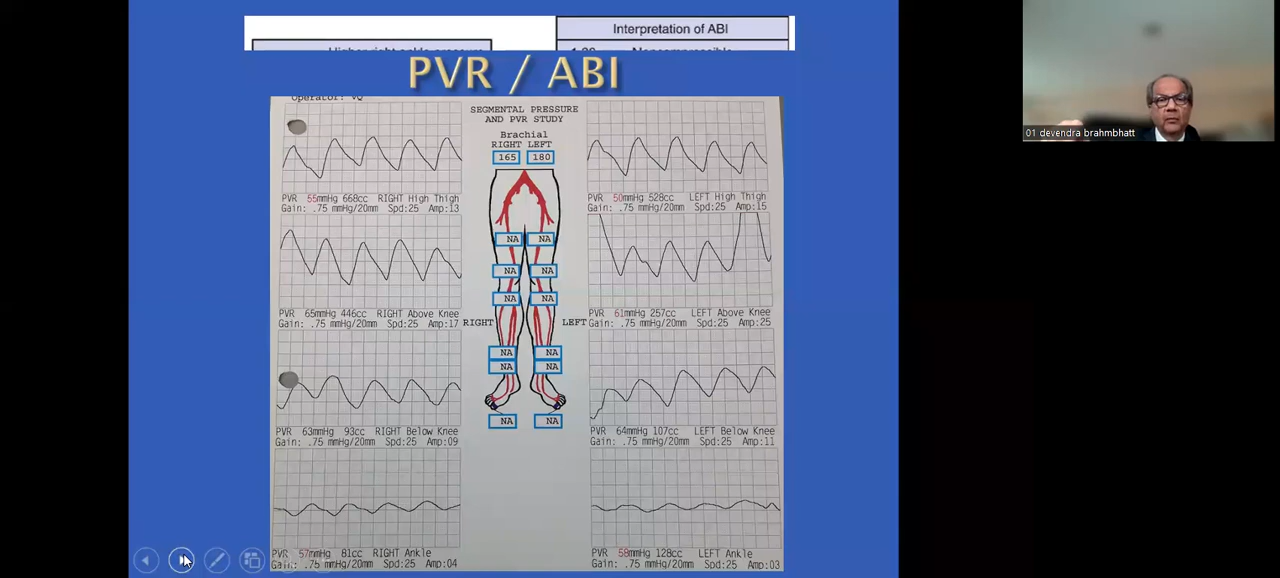 Interpretation of ABI
Higher right ankle pressure
Noncompressible
PVR / ABI
Operator: VQ
SEGMENTAL PRESSURE
AND PVR STUDY
Brachial
RIGHT LEFT
165 180
PVR 55mmHg 668cc RIGHT High Thigh
Gain: .75 mmHg/20mm Spd:25 Amp:13
PVR 50mmHg 528cc LEFT High Thigh
Gain: .75 mmHg/20mm Spd:25 Amp:15
NA NA
NA NA
NA NA
PVR 65mmHg 446cc RIGHT Above Knee
Gain: .75 mmHg/20mm Spd:25 Amp:17
RIGHT LEFT
PVR 61mmHg 257cc LEFT Above Knee
Gain: .75 mmHg/20mm Spd:25 Amp:25
NA NA
NA NA
NA NA
PVR 63mmHg 93cc RIGHT Below Knee
Gain: .75 mmHg/20mm Spd:25 Amp:09
PVR 64mmHg 107cc LEFT Below Knee
Gain: .75 mmHg/20mm Spd:25 Amp:11
PVR 57mmHg 81cc RIGHT Ankle
Gain: .75 mmHg/20mm Spd:25 Amp:04
PVR 58mmHg 128cc LEFT Ankle
Gain: .75 mmHg/20mm Spd:25 Amp:03
01 devendra brahmbhatt